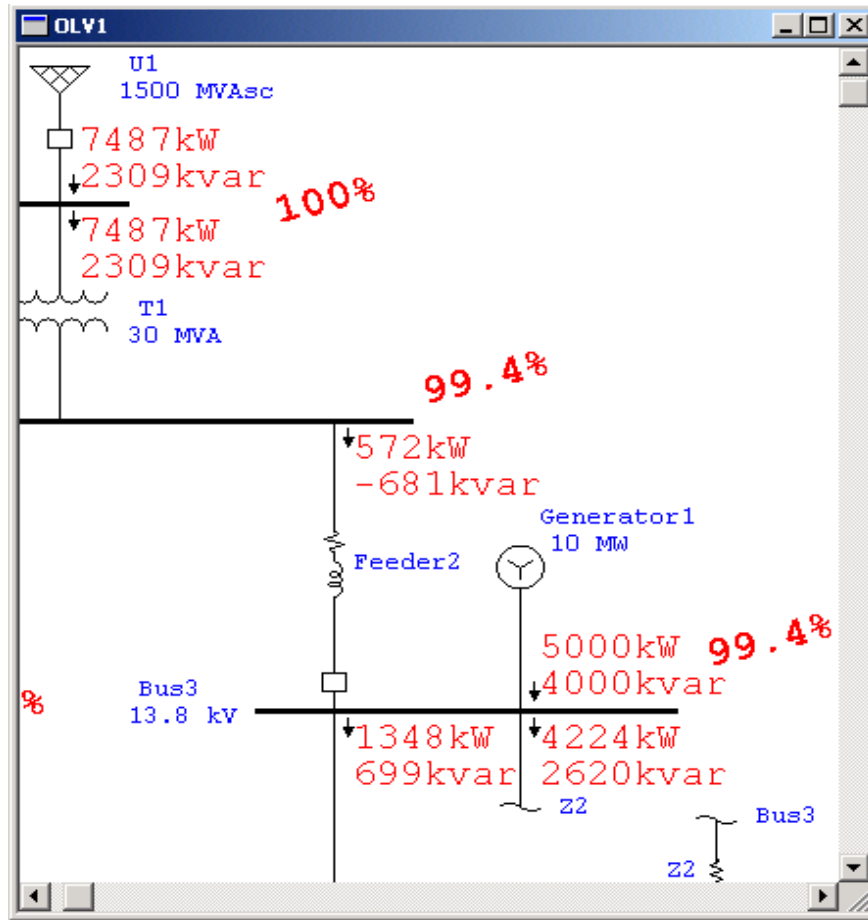 OLV1
U1
1500 MVAsc
7487kW
2309kvar
100%
7487kW
2309kvar
T1
30 MVA
99.4%
572kW
-681kvar
Generator1
10 MW
Feeder2
5000kW
4000kvar
99.4%
Bus3
13.8 kV
%
1348kW
699kvar
4224kW
2620kvar
Z2
Bus3
Z2